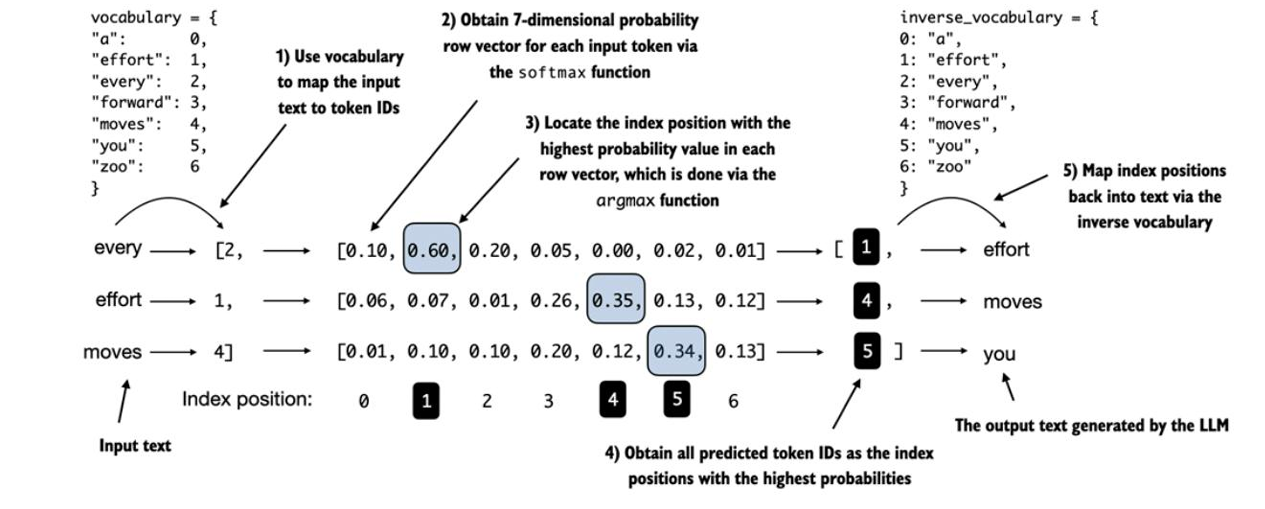 vocabulary = {
"a": 0,
"effort": 1,
"every": 2,
"forward": 3,
"moves": 4,
"you": 5,
"zoo": 6
}
1) Use vocabulary
to map the input
text to token IDs
2) Obtain 7-dimensional probability
row vector for each input token via
the softmax function
3) Locate the index position with the
highest probability value in each
row vector, which is done via the
argmax function
inverse_vocabulary = {
0: "a",
1: "effort",
2: "every",
3: "forward",
4: "moves",
5: "you",
6: "zoo"
}
5) Map index positions
back into text via the
inverse vocabulary
every [2, [0.10, 0.60, 0.20, 0.05, 0.00, 0.02, 0.01] [ 1 , effort
effort 1, [0.06, 0.07, 0.01, 0.26, 0.35, 0.13, 0.12] 4 , moves
moves 4] [0.01, 0.10, 0.10, 0.20, 0.12, 0.34, 0.13] 5 ] you
Index position: 0 1 2 3 4 5 6
Input text
The output text generated by the LLM
4) Obtain all predicted token IDs as the index
positions with the highest probabilities